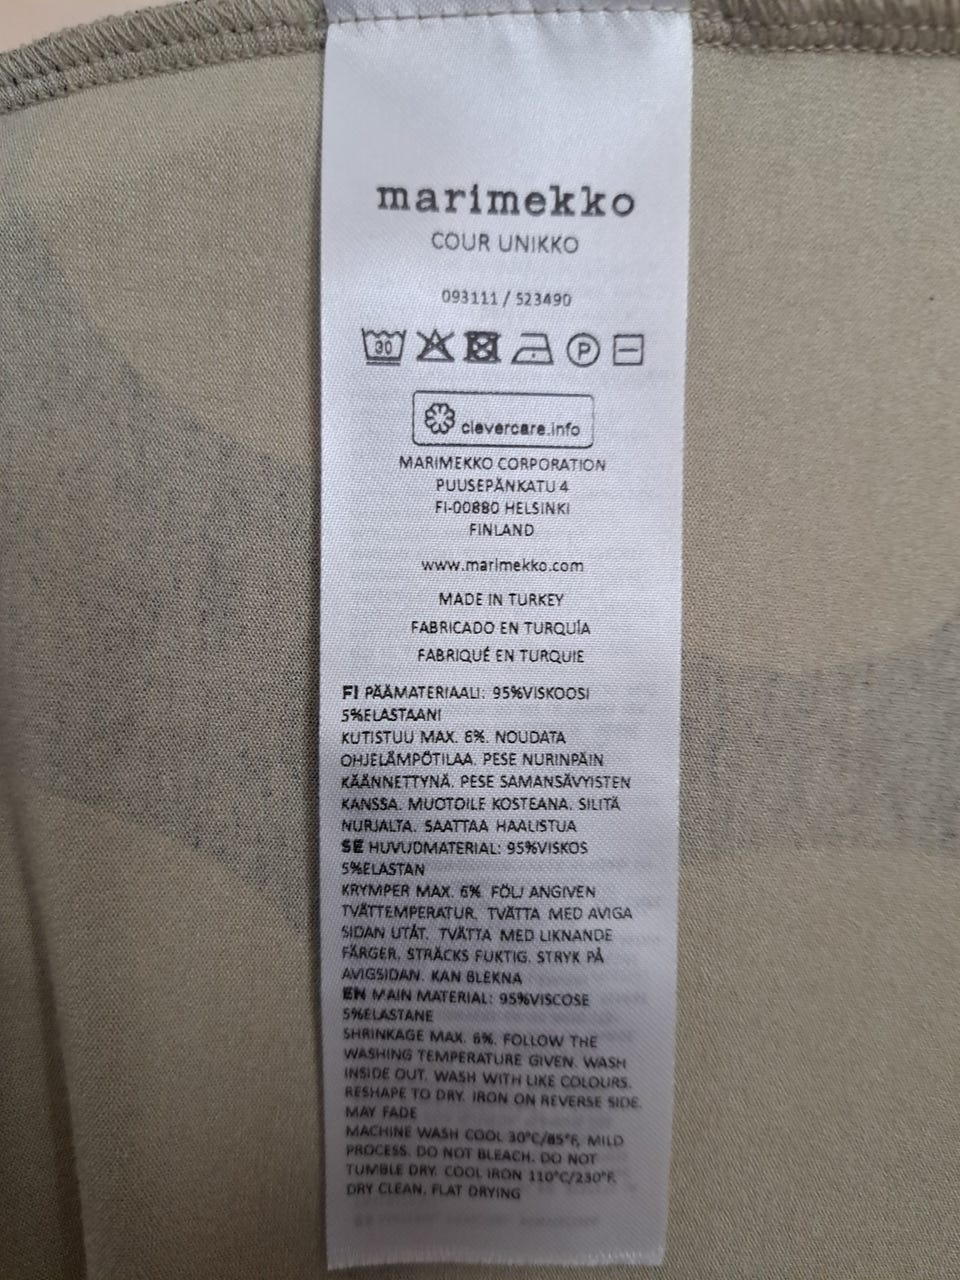 marimekko
COUR UNIKKO
093111 / 523490
30 P
clevercare.info
MARIMEKKO CORPORATION
PUUSEPÄNKATU 4
FI-00880 HELSINKI
FINLAND
www.marimekko.com
MADE IN TURKEY
FABRICADO EN TURQUÍA
FABRIQUÉ EN TURQUIE
FI PÄÄMATERIAALI: 95%VISKOOSI
5%ELASTAANI
KUTISTUU MAX. 6%. NOUDATA
OHJELÄMPÖTILAA. PESE NURINPÄIN
KÄÄNNETTYNÄ. PESE SAMANSÄVYISTEN
KANSSA. MUOTOILE KOSTEANA. SILITÄ
NURJALTA. SAATTAA HAALISTUA
SE HUVUDMATERIAL: 95%VISKOS
5%ELASTAN
KRYMPER MAX. 6%. FÖLJ ANGIVEN
TVÄTTEMPERATUR. TVÄTTA MED AVIGA
SIDAN UTÅT. TVÄTTA MED LIKNANDE
FÄRGER. STRÄCKS FUKTIG. STRYK PÅ
AVIGSIDAN. KAN BLEKNA
EN MAIN MATERIAL: 95%VISCOSE
5%ELASTANE
SHRINKAGE MAX. 6%. FOLLOW THE
WASHING TEMPERATURE GIVEN. WASH
INSIDE OUT. WASH WITH LIKE COLOURS.
RESHAPE TO DRY. IRON ON REVERSE SIDE.
MAY FADE
MACHINE WASH COOL 30°C/85°F, MILD
PROCESS. DO NOT BLEACH. DO NOT
TUMBLE DRY. COOL IRON 110°C/230°F.
DRY CLEAN. FLAT DRYING